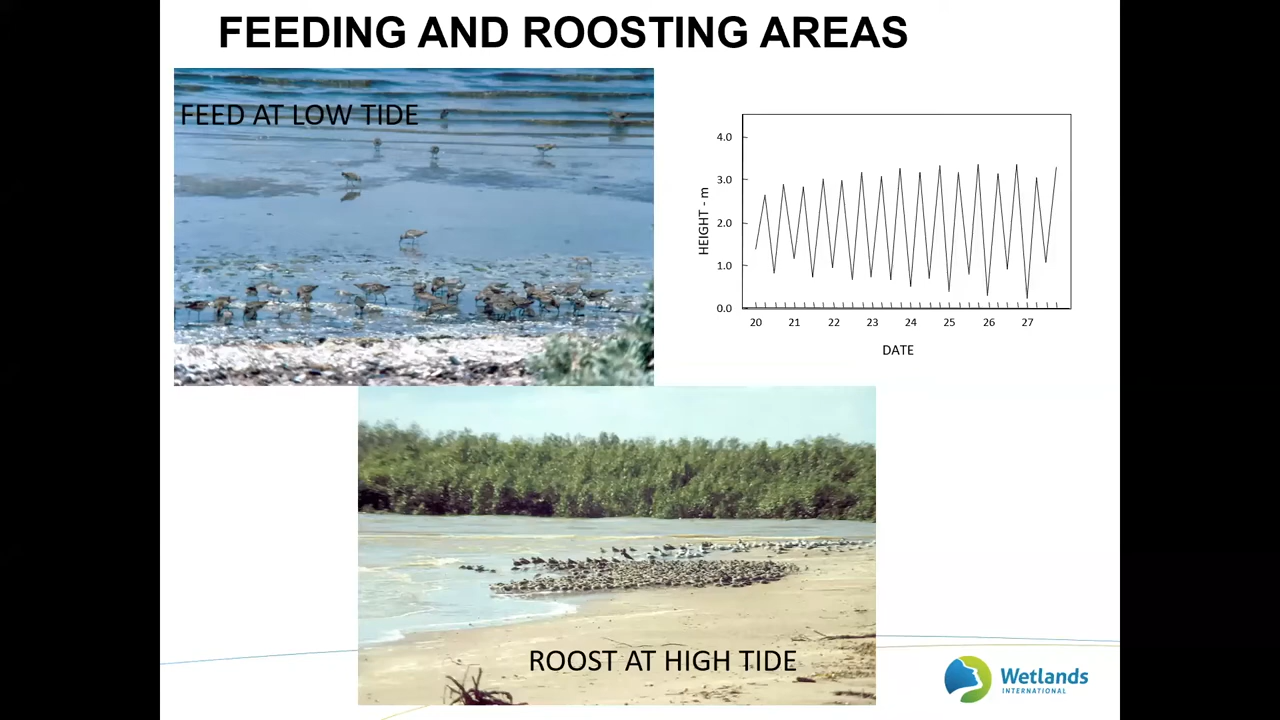 FEEDING AND ROOSTING AREAS
FEED AT LOW TIDE
4.0
3.0
2.0
1.0
0.0
HEIGHT - m
20 21 22 23 24 25 26 27
DATE
ROOST AT HIGH TIDE
Wetlands
INTERNATIONAL